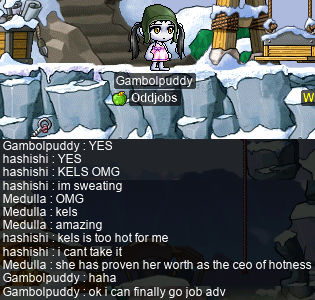 Gambolpuddy
Oddjobs
W
Gambolpuddy : YES
hashishi : YES
hashishi : KELS OMG
hashishi : im sweating
Medulla : OMG
Medulla : kels
Medulla : amazing
hashishi : kels is too hot for me
hashishi : i cant take it
Medulla : she has proven her worth as the ceo of hotness
Gambolpuddy : haha
Gambolpuddy : ok i can finally go job adv